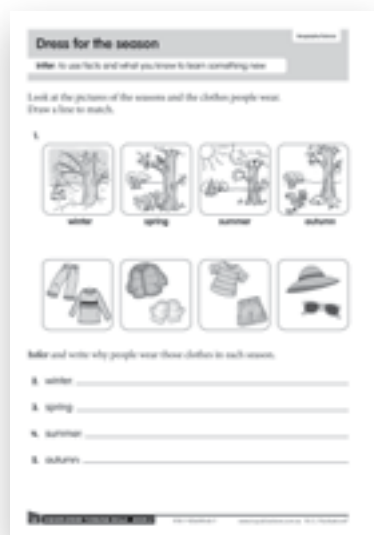 Dress for the season
Infer to use facts and what you know to learn something new
Look at the pictures of the seasons and the clothes people wear.
Draw a line to match.
1.
winter spring summer autumn
Infer and write why people wear those clothes in each season.
2. winter
3. spring
4. summer
5. autumn